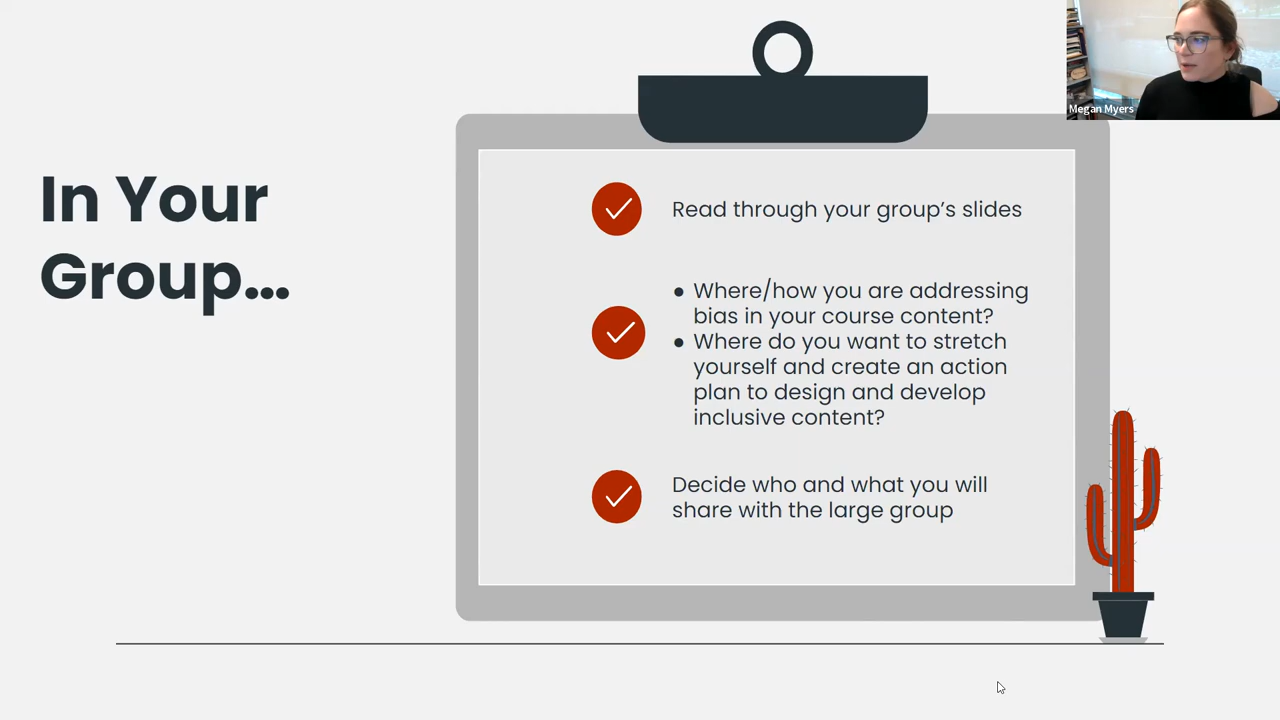 Megan Myers
In Your
Group...
Read through your group's slides
● Where/how you are addressing
bias in your course content?
● Where do you want to stretch
yourself and create an action
plan to design and develop
inclusive content?
Decide who and what you will
share with the large group